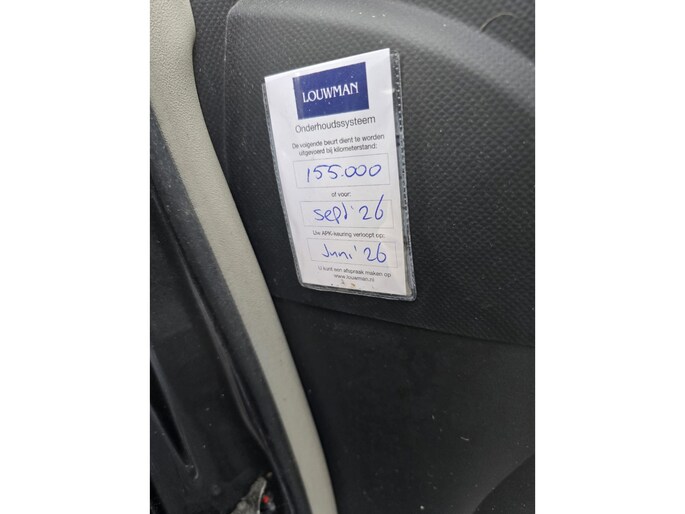 LOUWMAN
Onderhoudssysteem
De volgende beurt dient te worden
uitgevoerd bij kilometerstand:
155.000
of voor:
sept' 26
Uw APK-keuring verloopt op:
Juni' 26
U kunt een afspraak maken op
www.louwman.nl